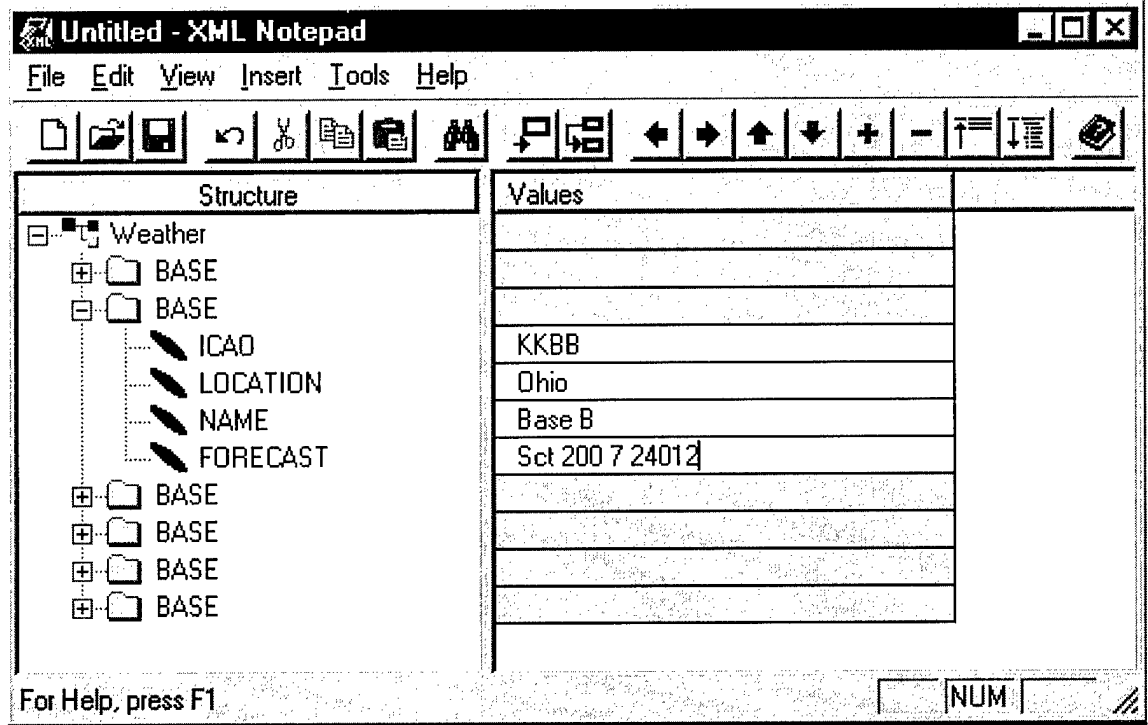 Untitled - XML Notepad
File Edit View Insert Tools Help
Structure Values
Weather
BASE
BASE
ICAO KKBB
LOCATION Ohio
NAME Base B
FORECAST Sct 200 7 24012
BASE
BASE
BASE
BASE
For Help, press F1 NUM